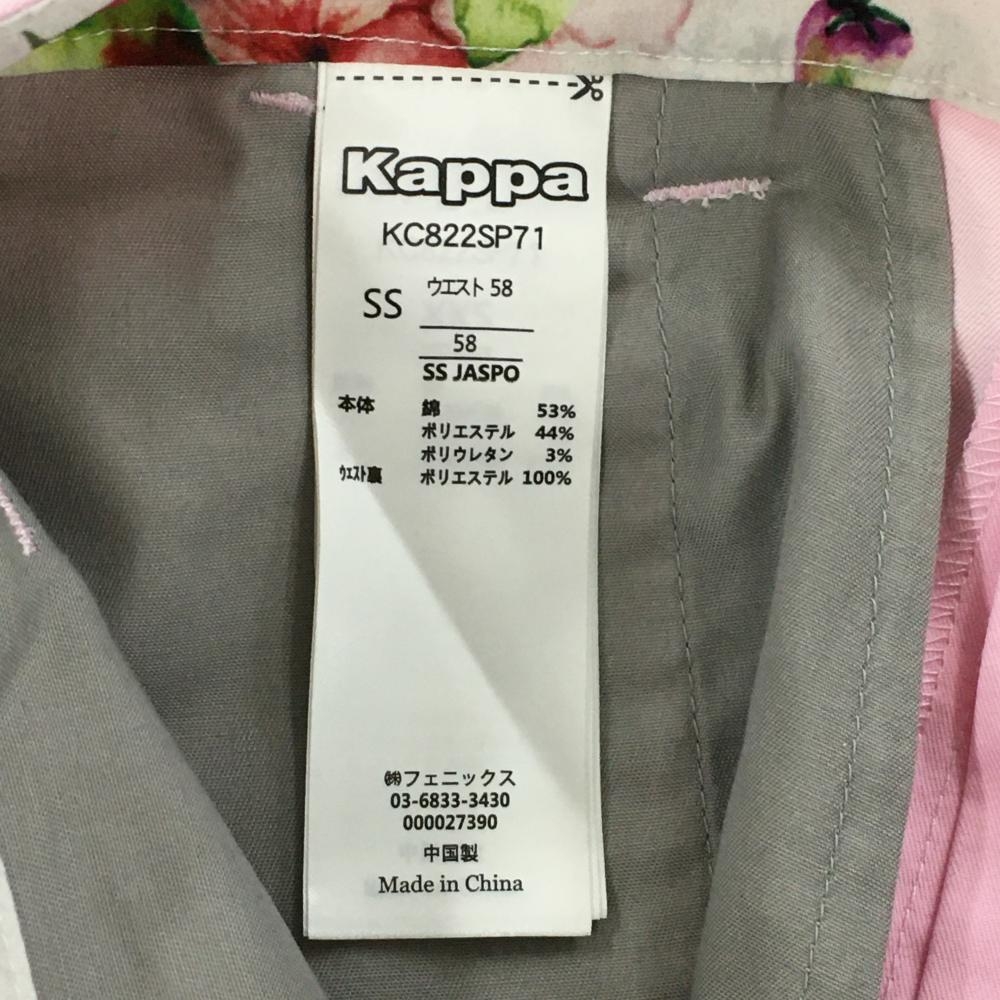 Kappa
KC822SP71
SS ウエスト 58
58
SS JASPO
本体 綿 53%
ポリエステル 44%
ポリウレタン 3%
ｳｴｽﾄ裏 ポリエステル 100%
㈱フェニックス
03-6833-3430
000027390
中国製
Made in China